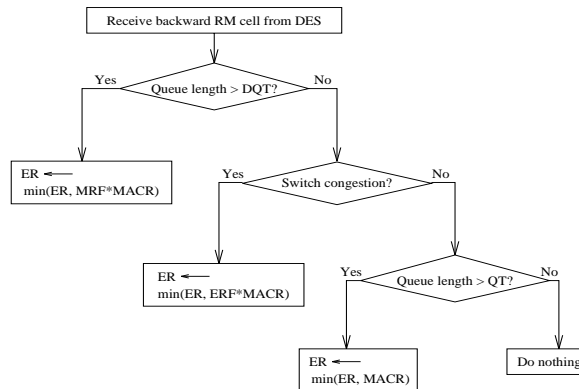 Receive backward RM cell from DES
Yes
Queue length > DQT?
No
ER ←
min(ER, MRF*MACR)
Yes
Switch congestion?
No
ER ←
min(ER, ERF*MACR)
Yes
Queue length > QT?
No
ER ←
min(ER, MACR)
Do nothing